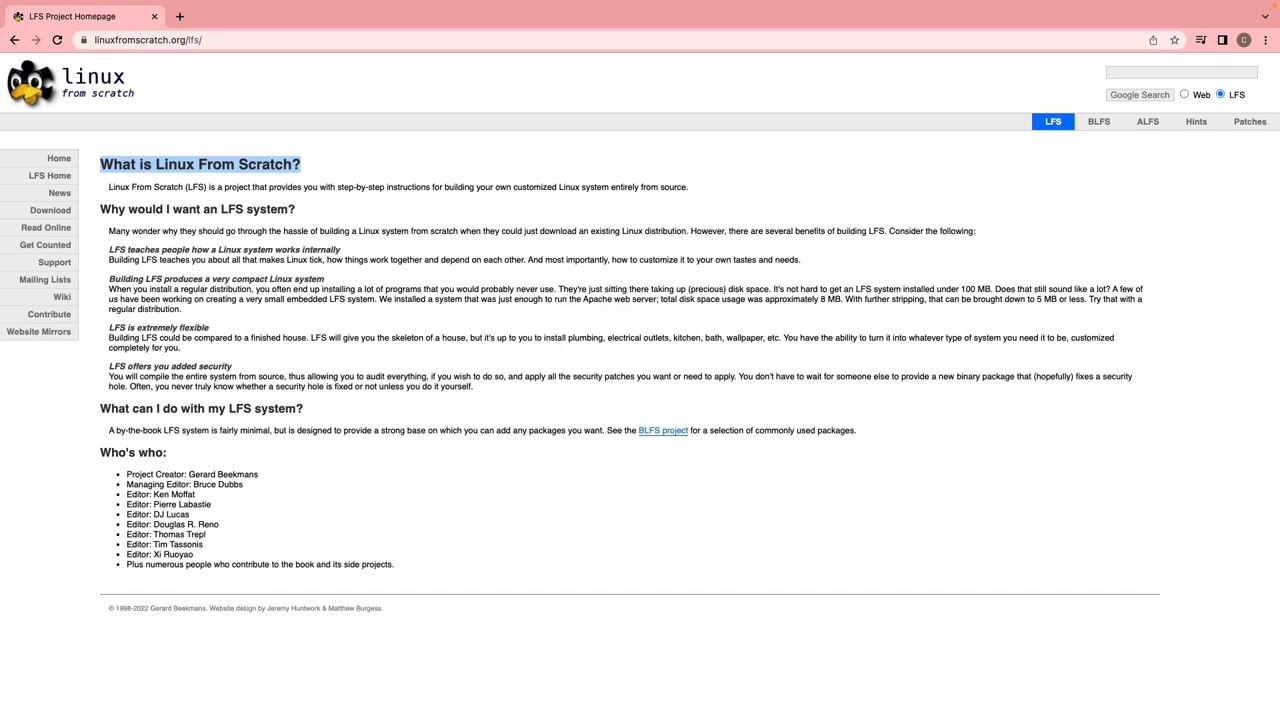 LFS Project Homepage
linuxfromscratch.org/lfs/
C
linux
from scratch
Google Search Web LFS
LFS BLFS ALFS Hints Patches
Home
LFS Home
News
Download
Read Online
Get Counted
Support
Mailing Lists
Wiki
Contribute
Website Mirrors
What is Linux From Scratch?
Linux From Scratch (LFS) is a project that provides you with step-by-step instructions for building your own customized Linux system entirely from source.
Why would I want an LFS system?
Many wonder why they should go through the hassle of building a Linux system from scratch when they could just download an existing Linux distribution. However, there are several benefits of building LFS. Consider the following:
LFS teaches people how a Linux system works internally
Building LFS teaches you about all that makes Linux tick, how things work together and depend on each other. And most importantly, how to customize it to your own tastes and needs.
Building LFS produces a very compact Linux system
When you install a regular distribution, you often end up installing a lot of programs that you would probably never use. They're just sitting there taking up (precious) disk space. It's not hard to get an LFS system installed under 100 MB. Does that still sound like a lot? A few of
us have been working on creating a very small embedded LFS system. We installed a system that was just enough to run the Apache web server; total disk space usage was approximately 8 MB. With further stripping, that can be brought down to 5 MB or less. Try that with a
regular distribution.
LFS is extremely flexible
Building LFS could be compared to a finished house. LFS will give you the skeleton of a house, but it's up to you to install plumbing, electrical outlets, kitchen, bath, wallpaper, etc. You have the ability to turn it into whatever type of system you need it to be, customized
completely for you.
LFS offers you added security
You will compile the entire system from source, thus allowing you to audit everything, if you wish to do so, and apply all the security patches you want or need to apply. You don't have to wait for someone else to provide a new binary package that (hopefully) fixes a security
hole. Often, you never truly know whether a security hole is fixed or not unless you do it yourself.
What can I do with my LFS system?
A by-the-book LFS system is fairly minimal, but is designed to provide a strong base on which you can add any packages you want. See the BLFS project for a selection of commonly used packages.
Who's who:
• Project Creator: Gerard Beekmans
• Managing Editor: Bruce Dubbs
• Editor: Ken Moffat
• Editor: Pierre Labastie
• Editor: DJ Lucas
• Editor: Douglas R. Reno
• Editor: Thomas Trepl
• Editor: Tim Tassonis
• Editor: Xi Ruoyao
• Plus numerous people who contribute to the book and its side projects.
© 1998-2022 Gerard Beekmans. Website design by Jeremy Huntwork & Matthew Burgess.